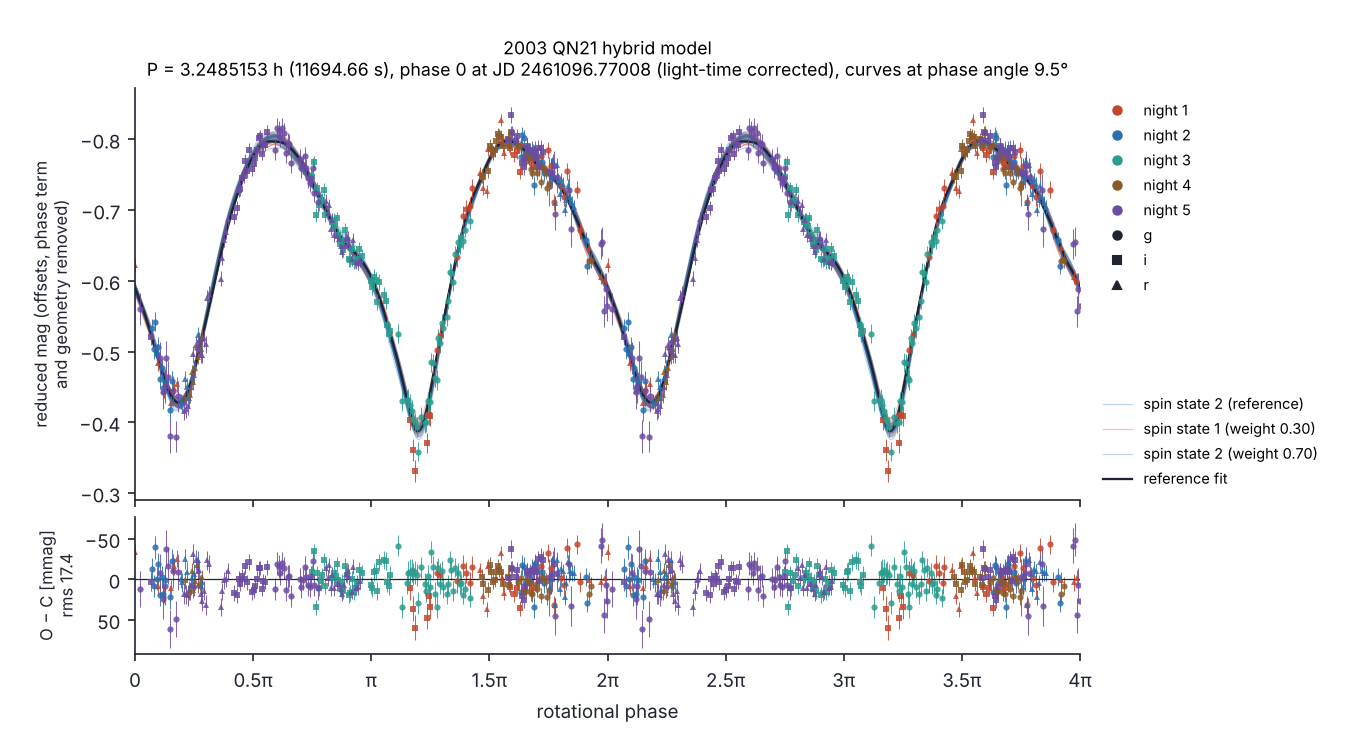 2003 QN21 hybrid model
P = 3.2485153 h (11694.66 s), phase 0 at JD 2461096.77008 (light-time corrected), curves at phase angle 9.5°
reduced mag (offsets, phase term
and geometry removed)
−0.8
−0.7
−0.6
−0.5
−0.4
−0.3
night 1
night 2
night 3
night 4
night 5
g
i
r
spin state 2 (reference)
spin state 1 (weight 0.30)
spin state 2 (weight 0.70)
reference fit
O − C [mmag]
rms 17.4
−50
0
50
0
0.5π
π
1.5π
2π
2.5π
3π
3.5π
4π
rotational phase